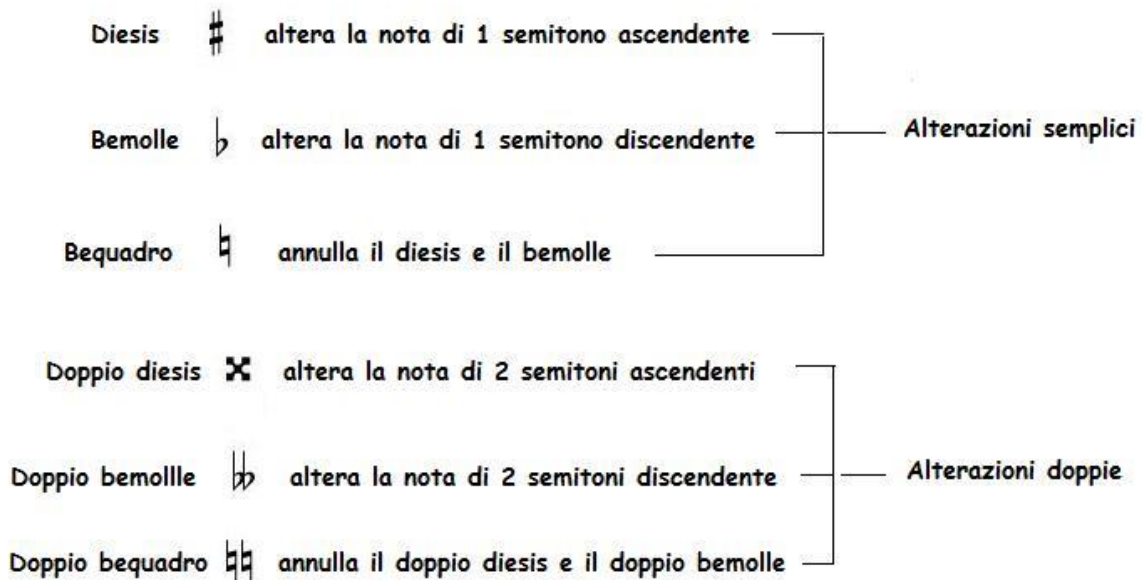 Diesis ♯ altera la nota di 1 semitono ascendente
Bemolle ♭ altera la nota di 1 semitono discendente
Alterazioni semplici
Bequadro ♮ annulla il diesis e il bemolle
Doppio diesis 𝄪 altera la nota di 2 semitoni ascendenti
Doppio bemollle 𝄫 altera la nota di 2 semitoni discendente
Alterazioni doppie
Doppio bequadro ♮♮ annulla il doppio diesis e il doppio bemolle